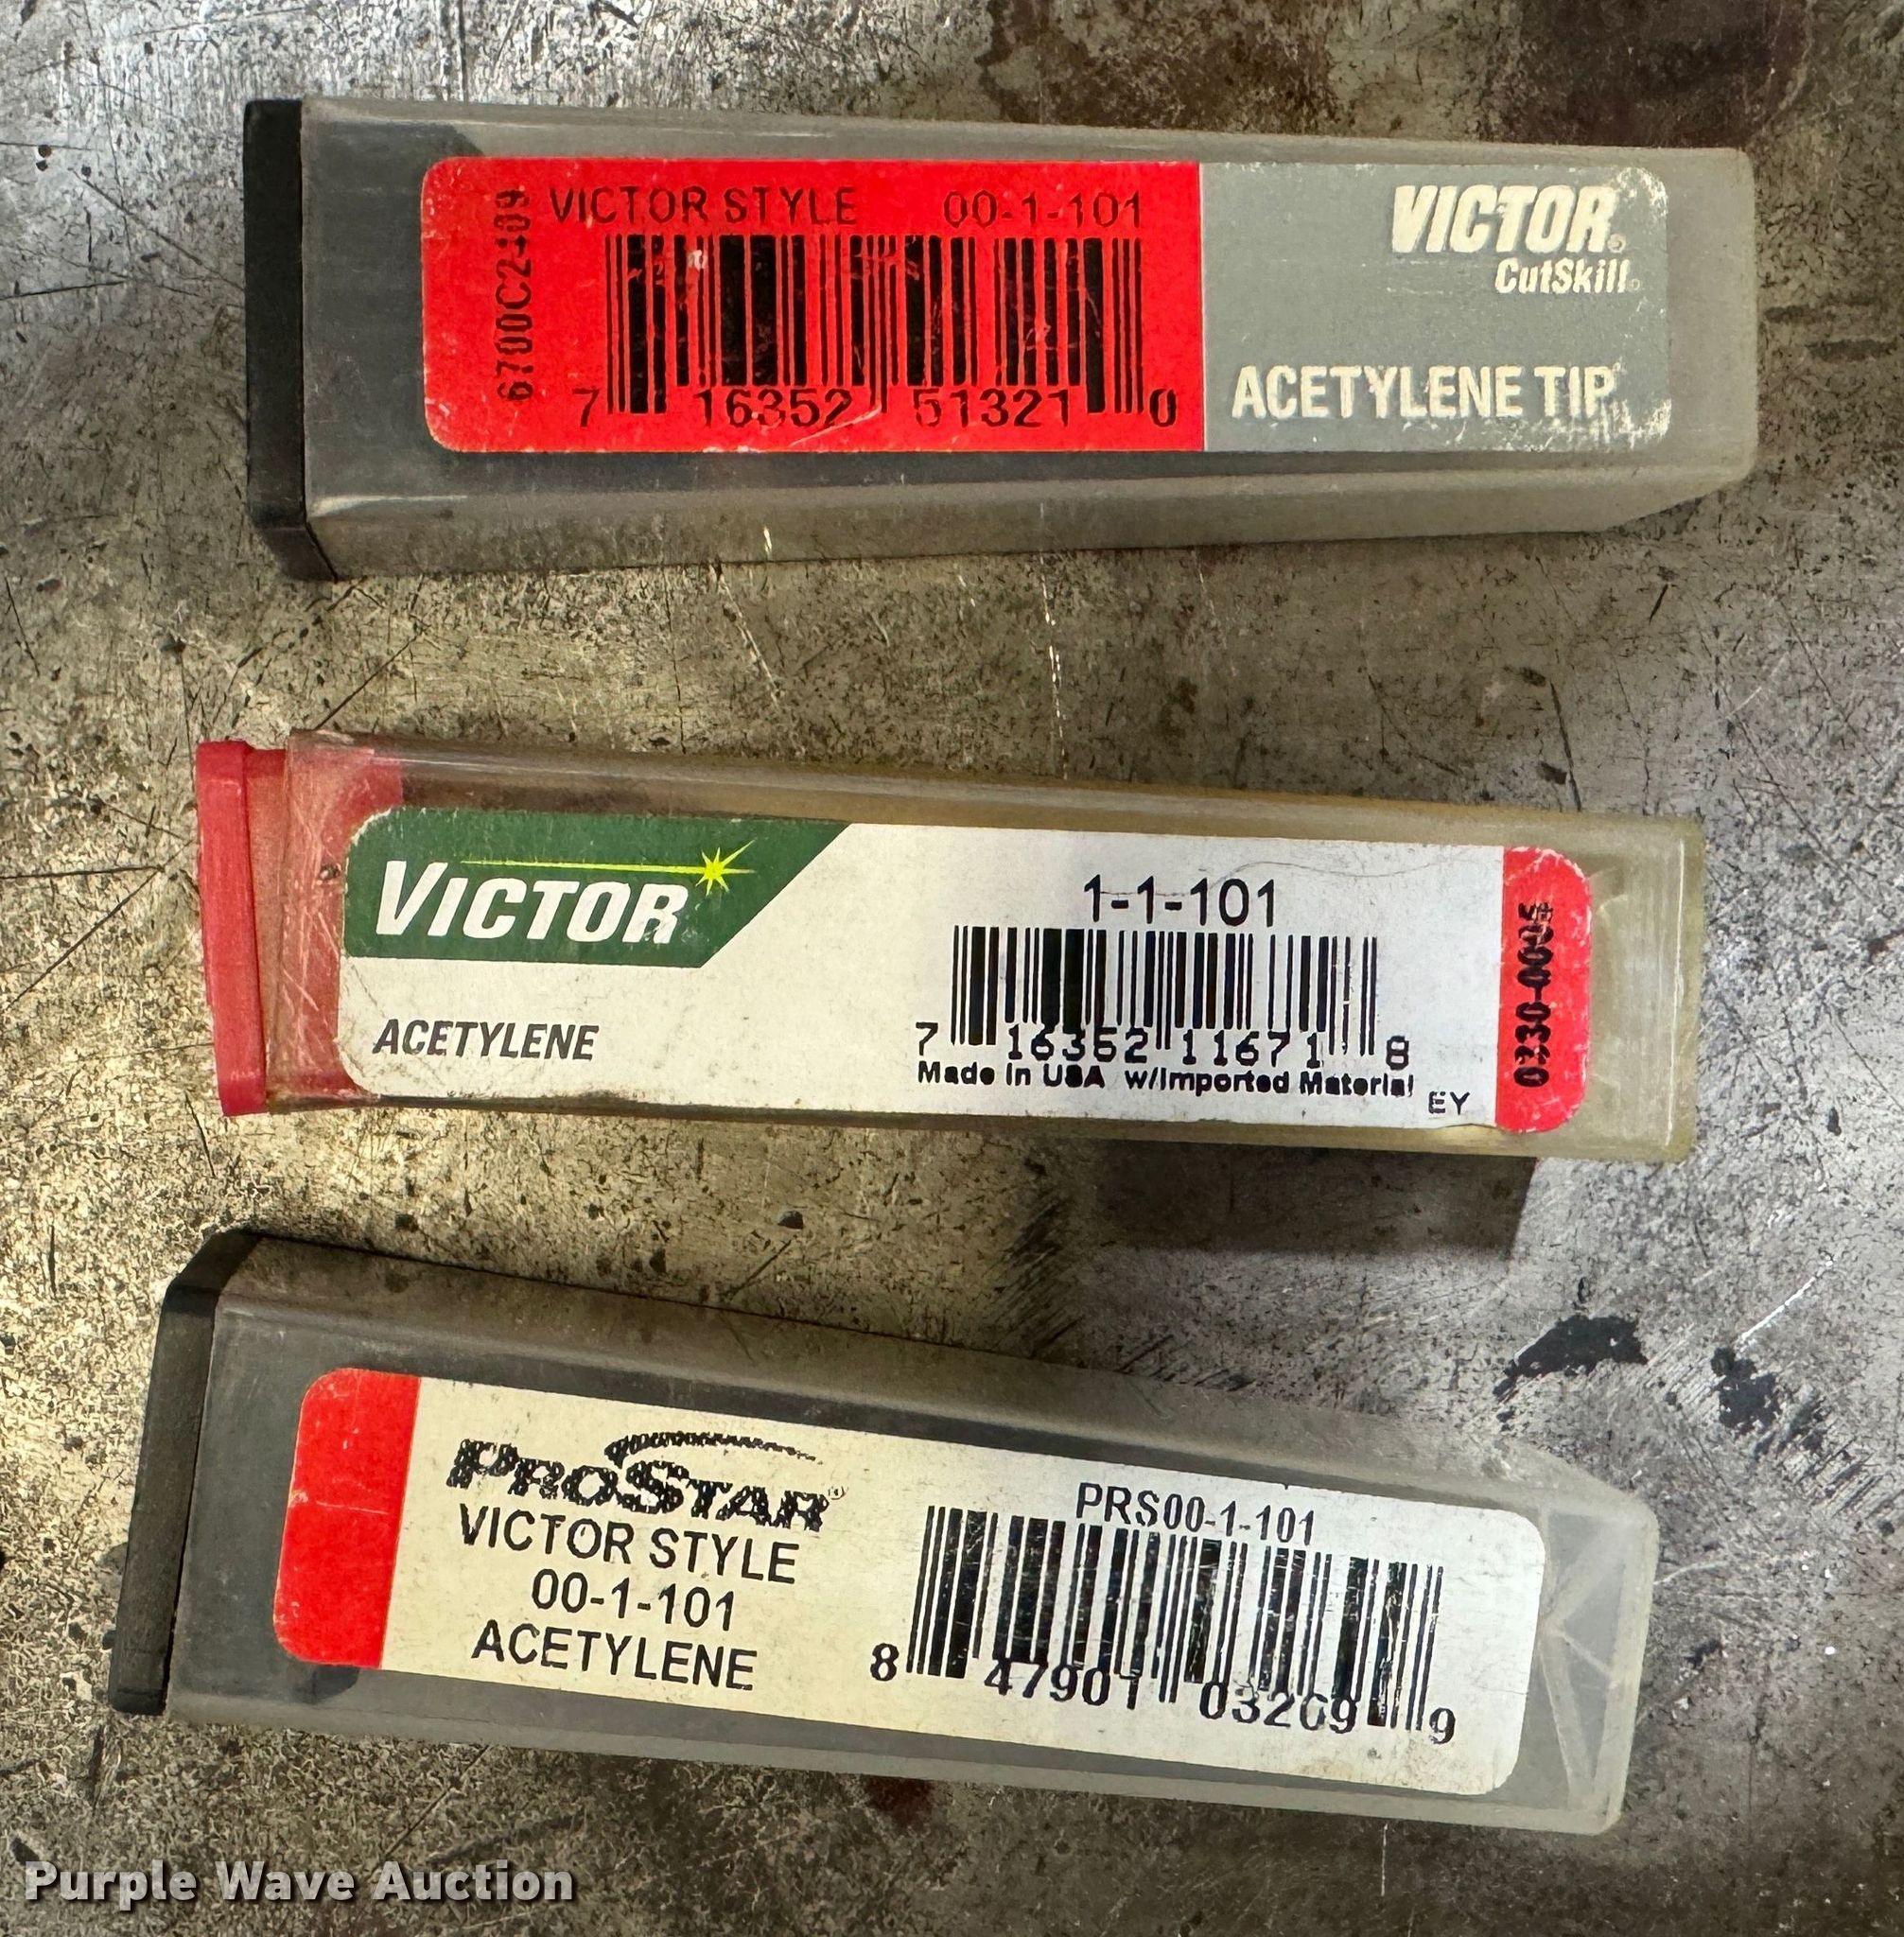 6700C2409
VICTOR STYLE 00-1-101
7 16352 51321 0
VICTOR®
CutSkill®
ACETYLENE TIP
VICTOR
ACETYLENE
1-1-101
7 16352 11671 8
Made in USA w/Imported Material
EY
0330-0005
PROSTAR®
VICTOR STYLE
00-1-101
ACETYLENE
PRS00-1-101
8 47901 03209 9
Purple Wave Auction